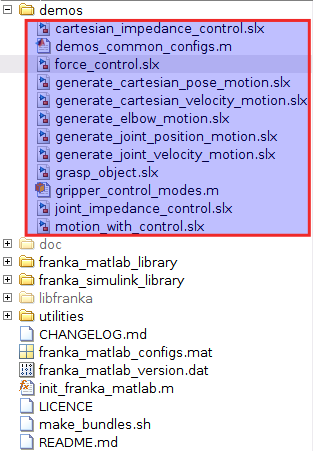 demos
cartesian_impedance_control.slx
demos_common_configs.m
force_control.slx
generate_cartesian_pose_motion.slx
generate_cartesian_velocity_motion.slx
generate_elbow_motion.slx
generate_joint_position_motion.slx
generate_joint_velocity_motion.slx
grasp_object.slx
gripper_control_modes.m
joint_impedance_control.slx
motion_with_control.slx
doc
franka_matlab_library
franka_simulink_library
libfranka
utilities
CHANGELOG.md
franka_matlab_configs.mat
franka_matlab_version.dat
init_franka_matlab.m
LICENCE
make_bundles.sh
README.md